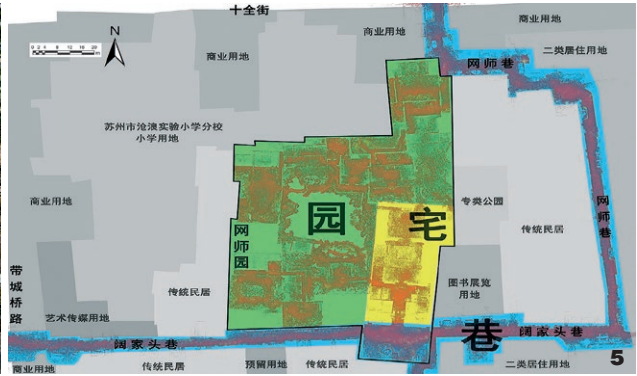 十全街
商业用地
商业用地
商业用地
二类居住用地
网师巷
苏州市沧澳实验小学分校
小学用地
商业用地
网师园
园
宅
专类公园
传统民居
网师巷
带城桥路
传统民居
图书展览
用地
艺术传媒用地
阔家头巷
巷
阔家头巷
商业用地
传统民居
预留用地
传统民居
二类居住用地
5